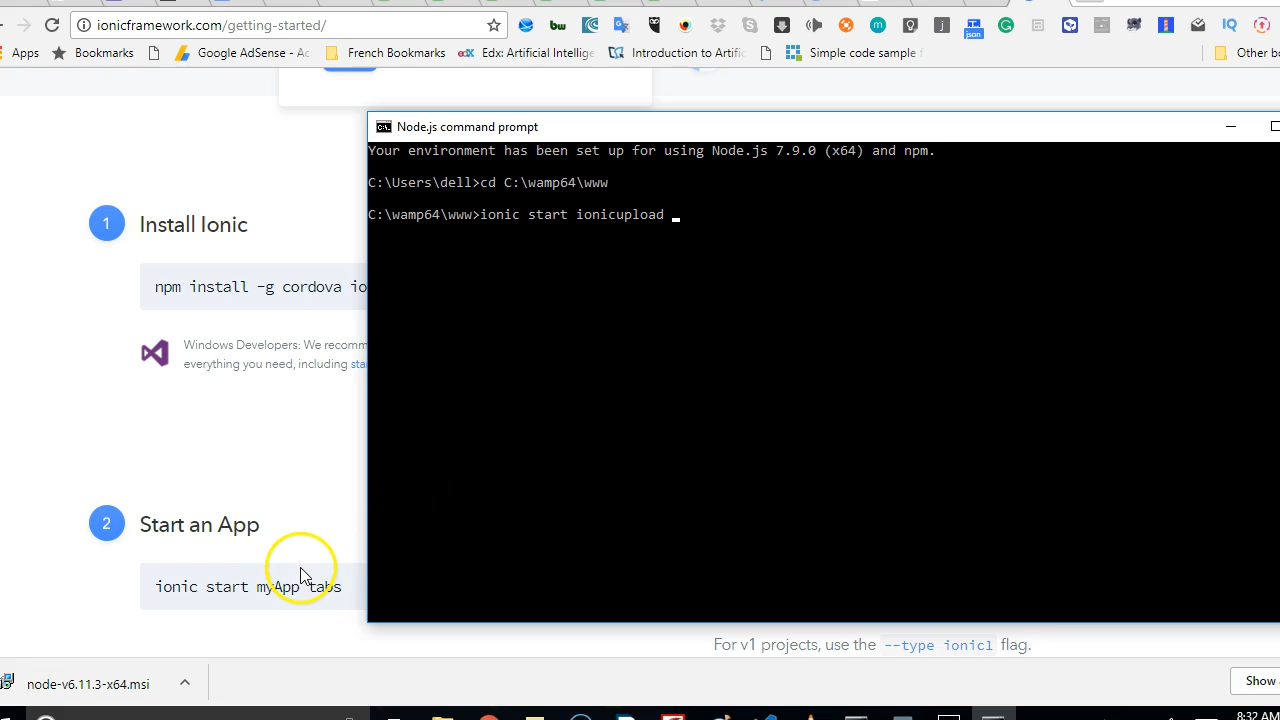 ionicframework.com/getting-started/
Apps Bookmarks Google AdSense - Ac French Bookmarks edX Edx: Artificial Intellige Introduction to Artific Simple code sample Other b
Node.js command prompt
Your environment has been set up for using Node.js 7.9.0 (x64) and npm.
C:\Users\dell>cd C:\wamp64\www
C:\wamp64\www>ionic start ionicupload _
1 Install Ionic
npm install -g cordova io
Windows Developers: We recomm
everything you need, including sta
2 Start an App
ionic start myApp tabs
For v1 projects, use the --type ionic1 flag.
node-v6.11.3-x64.msi
Show
8:32 AM